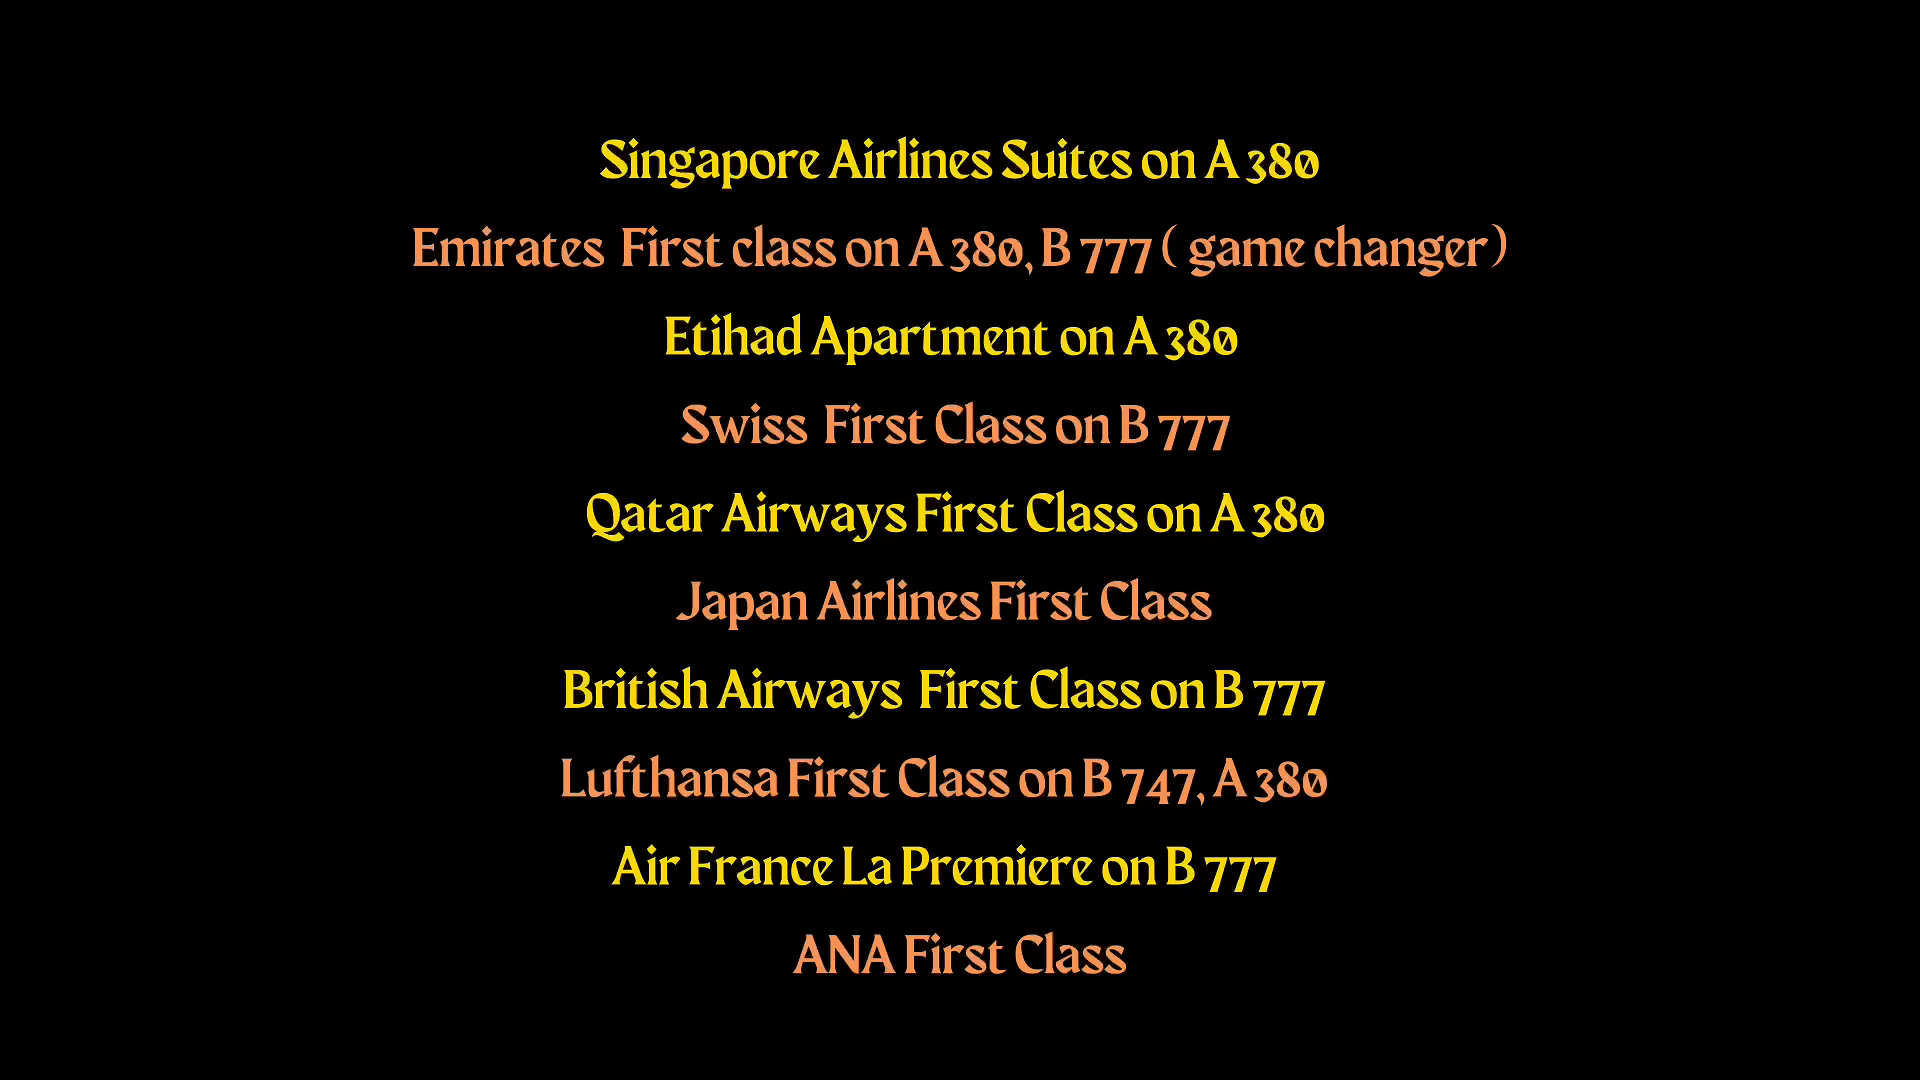 Singapore Airlines Suites on A 380
Emirates First class on A 380, B 777 ( game changer)
Etihad Apartment on A 380
Swiss First Class on B 777
Qatar Airways First Class on A 380
Japan Airlines First Class
British Airways First Class on B 777
Lufthansa First Class on B 747, A 380
Air France La Premiere on B 777
ANA First Class